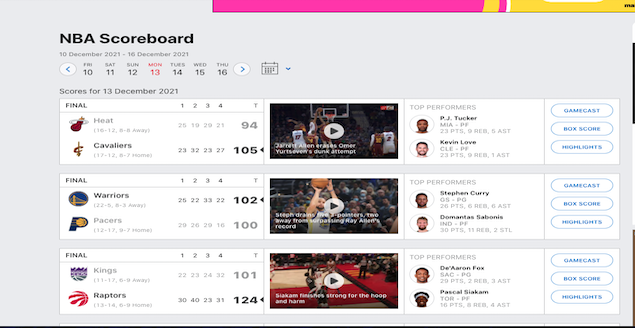 ma
NBA Scoreboard
10 December 2021 - 16 December 2021
FRI SAT SUN MON TUES WED THU
10 11 12 13 14 15 16
Scores for 13 December 2021
FINAL 1 2 3 4 T
Heat 25 19 29 21 94
(16-12, 8-8 Away)
Cavaliers 23 32 23 27 105
(17-12, 8-7 Home)
Jarrett Allen erases Omer
Yurtseven's dunk attempt
TOP PERFORMERS
P.J. Tucker
MIA - PF
23 PTS, 9 REB, 5 AST
Kevin Love
CLE - PF
23 PTS, 9 REB, 1 AST
GAMECAST
BOX SCORE
HIGHLIGHTS
FINAL 1 2 3 4 T
Warriors 25 22 33 22 102
(22-5, 8-3 Away)
Pacers 29 26 29 16 100
(12-17, 9-7 Home)
Steph drains five 3-pointers, two
away from surpassing Ray Allen's
record
TOP PERFORMERS
Stephen Curry
GS - PG
26 PTS, 6 REB, 6 AST
Domantas Sabonis
IND - PF
30 PTS, 11 REB, 2 STL
GAMECAST
BOX SCORE
HIGHLIGHTS
FINAL 1 2 3 4 T
Kings 22 23 24 32 101
(11-17, 6-9 Away)
Raptors 30 40 23 31 124
(13-14, 6-9 Home)
Siakam finishes strong for the hoop
and harm
TOP PERFORMERS
De'Aaron Fox
SAC - PG
29 PTS, 2 REB, 3 AST
Pascal Siakam
TOR - PF
16 PTS, 8 REB, 4 AST
GAMECAST
BOX SCORE
HIGHLIGHTS